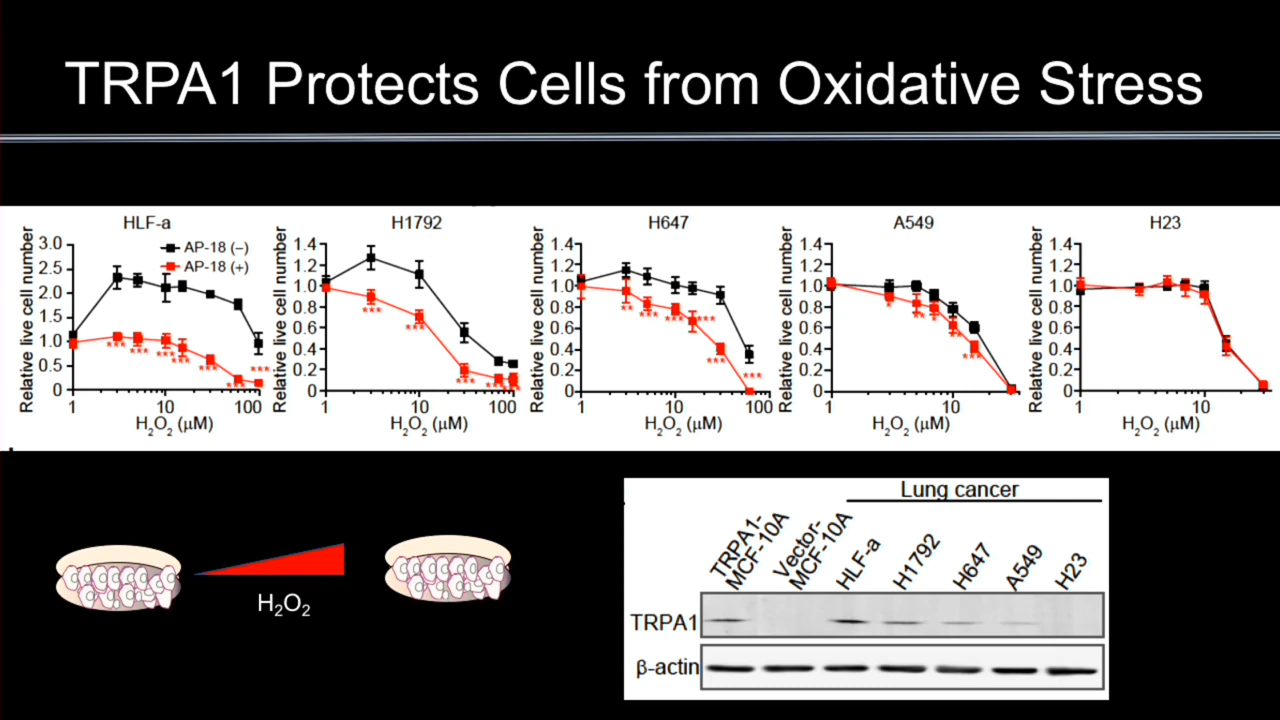 TRPA1 Protects Cells from Oxidative Stress
HLF-a
Relative live cell number
3.0
2.5
2.0
1.5
1.0
0.5
0
AP-18 (–)
AP-18 (+)
***
***
***
***
***
***
***
1
10
100
H2O2 (μM)
H1792
Relative live cell number
1.4
1.2
1.0
0.8
0.6
0.4
0.2
0
***
***
***
***
***
1
10
100
H2O2 (μM)
H647
Relative live cell number
1.4
1.2
1.0
0.8
0.6
0.4
0.2
0
**
***
***
***
***
***
1
10
100
H2O2 (μM)
A549
Relative live cell number
1.4
1.2
1.0
0.8
0.6
0.4
0.2
0
*
**
*
***
***
1
10
H2O2 (μM)
H23
Relative live cell number
1.4
1.2
1.0
0.8
0.6
0.4
0.2
0
1
10
H2O2 (μM)
H2O2
Lung cancer
TRPA1-
MCF-10A
Vector-
MCF-10A
HLF-a
H1792
H647
A549
H23
TRPA1
β-actin